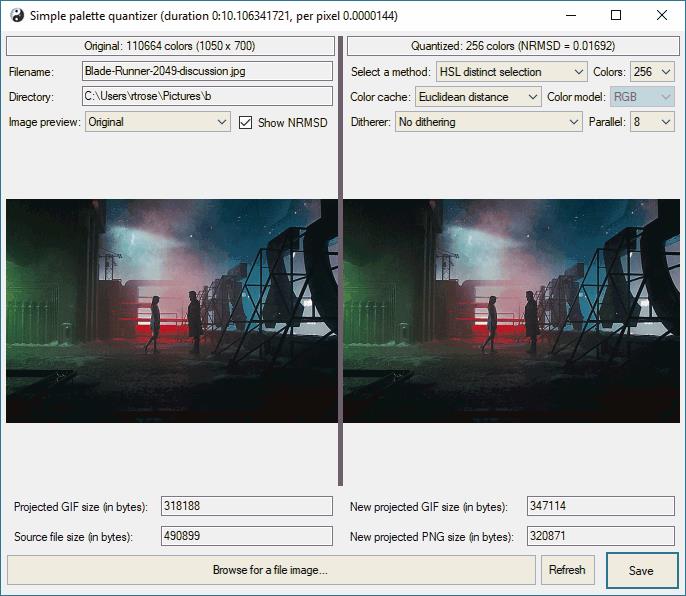 Simple palette quantizer (duration 0:10.106341721, per pixel 0.0000144)
Original: 110664 colors (1050 x 700)
Quantized: 256 colors (NRMSD = 0.01692)
Filename: Blade-Runner-2049-discussion.jpg
Select a method: HSL distinct selection Colors: 256
Directory: C:\Users\rtrose\Pictures\b
Color cache: Euclidean distance Color model: RGB
Image preview: Original Show NRMSD
Ditherer: No dithering Parallel: 8
Projected GIF size (in bytes): 318188
New projected GIF size (in bytes): 347114
Source file size (in bytes): 490899
New projected PNG size (in bytes): 320871
Browse for a file image...
Refresh
Save